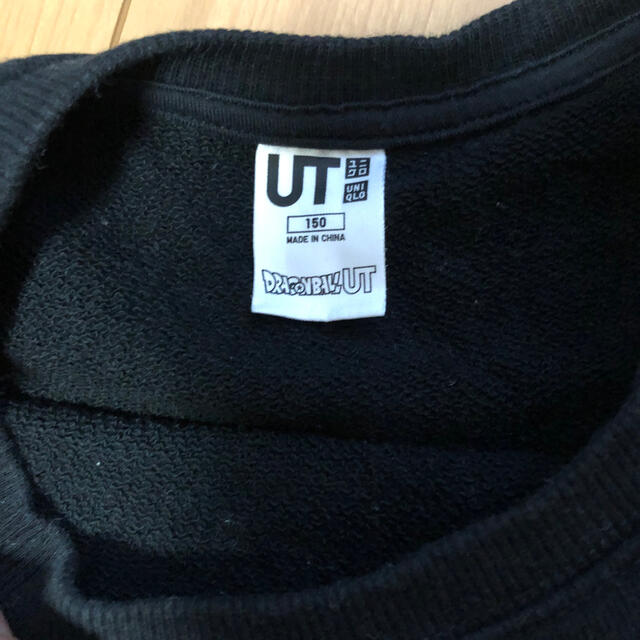 UT
ユニ
クロ
UNI
QLO
150
MADE IN CHINA
DRAGONBALL UT